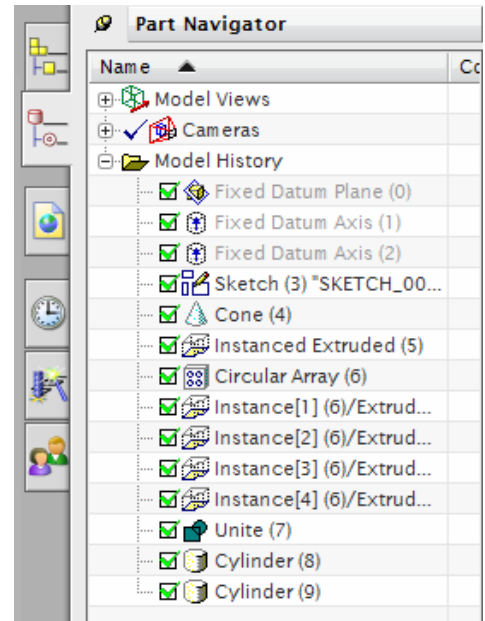 Part Navigator
Name Co
Model Views
Cameras
Model History
Fixed Datum Plane (0)
Fixed Datum Axis (1)
Fixed Datum Axis (2)
Sketch (3) "SKETCH_00...
Cone (4)
Instanced Extruded (5)
Circular Array (6)
Instance[1] (6)/Extrud...
Instance[2] (6)/Extrud...
Instance[3] (6)/Extrud...
Instance[4] (6)/Extrud...
Unite (7)
Cylinder (8)
Cylinder (9)